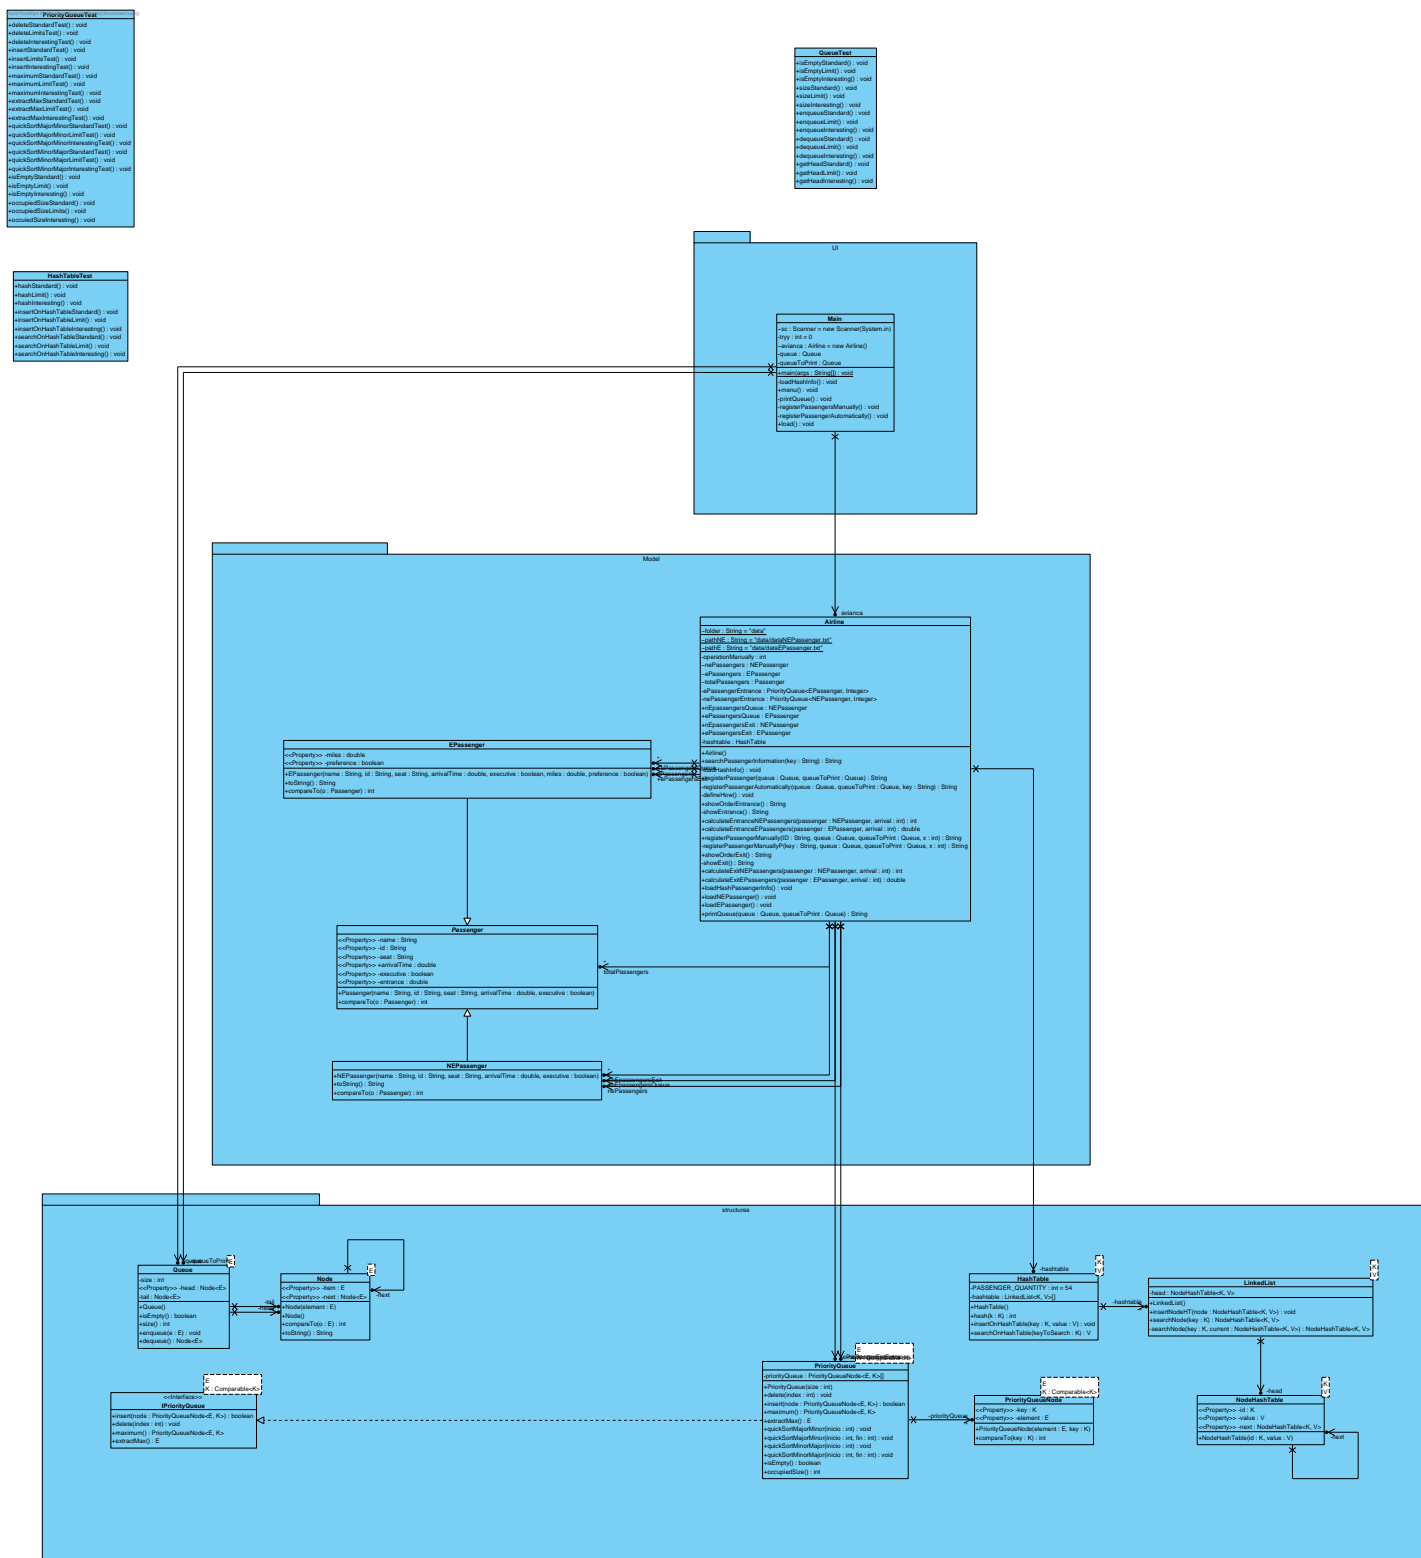 PriorityQueueTest
+deleteStandardTest() : void
+deleteLimitsTest() : void
+deleteInterestingTest() : void
+insertStandardTest() : void
+insertLimitsTest() : void
+insertInterestingTest() : void
+maximumStandardTest() : void
+maximumLimitTest() : void
+maximumInterestingTest() : void
+extractMaxStandardTest() : void
+extractMaxLimitTest() : void
+extractMaxInterestingTest() : void
+quickSortMajorMinorStandardTest() : void
+quickSortMajorMinorLimitTest() : void
+quickSortMajorMinorInterestingTest() : void
+quickSortMinorMajorStandardTest() : void
+quickSortMinorMajorLimitTest() : void
+quickSortMinorMajorInterestingTest() : void
+isEmptyStandard() : void
+isEmptyLimit() : void
+isEmptyInteresting() : void
+occupiedSizeStandard() : void
+occupiedSizeLimits() : void
+occuiedSizeInteresting() : void
QueueTest
+isEmptyStandard() : void
+isEmptyLimit() : void
+isEmptyInteresting() : void
+sizeStandard() : void
+sizeLimit() : void
+sizeInteresting() : void
+enqueueStandard() : void
+enqueueLimit() : void
+enqueueInteresting() : void
+dequeueStandard() : void
+dequeueLimit() : void
+dequeueInteresting() : void
+getHeadStandard() : void
+getHeadLimit() : void
+getHeadInteresting() : void
HashTableTest
+hashStandard() : void
+hashLimit() : void
+hashInteresting() : void
+insertOnHashTableStandard() : void
+insertOnHashTableLimit() : void
+insertOnHashTableInteresting() : void
+searchOnHashTableStandard() : void
+searchOnHashTableLimit() : void
+searchOnHashTableInteresting() : void
UI
Main
~sc : Scanner = new Scanner(System.in)
-tryy : int = 0
~avianca : Airline = new Airline()
-queue : Queue
-queueToPrint : Queue
+main(args : String[]) : void
-loadHashInfo() : void
+menu() : void
-printQueue() : void
-registerPassengersManually() : void
-registerPassengerAutomatically() : void
+load() : void
Model
avianca
Airline
~folder : String = "data"
~pathNE : String = "data/dataNEPassenger.txt"
~pathE : String = "data/dataEPassenger.txt"
-operationManually : int
~nePassengers : NEPassenger
~ePassengers : EPassenger
~totalPassengers : Passenger
-ePassengerEntrance : PriorityQueue<EPassenger, Integer>
-nePassengerEntrance : PriorityQueue<NEPassenger, Integer>
+nEpassengersQueue : NEPassenger
+ePassengersQueue : EPassenger
+nEpassengersExit : NEPassenger
+ePassengersExit : EPassenger
-hashtable : HashTable
+Airline()
+searchPassengerInformation(key : String) : String
+loadHashInfo() : void
+registerPassenger(queue : Queue, queueToPrint : Queue) : String
-registerPassengerAutomatically(queue : Queue, queueToPrint : Queue, key : String) : String
-defineHow() : void
+showOrderEntrance() : String
-showEntrance() : String
+calculateEntranceNEPassengers(passenger : NEPassenger, arrival : int) : int
+calculateEntranceEPassengers(passenger : EPassenger, arrival : int) : double
+registerPassengerManually(ID : String, queue : Queue, queueToPrint : Queue, x : int) : String
-registerPassengerManuallyP(key : String, queue : Queue, queueToPrint : Queue, x : int) : String
+showOrderExit() : String
-showExit() : String
+calculateExitNEPassengers(passenger : NEPassenger, arrival : int) : int
+calculateExitEPassengers(passenger : EPassenger, arrival : int) : double
+loadHashPassengerInfo() : void
+loadNEPassenger() : void
+loadEPassenger() : void
+printQueue(queue : Queue, queueToPrint : Queue) : String
EPassenger
<<Property>> -miles : double
<<Property>> -preference : boolean
+EPassenger(name : String, id : String, seat : String, arrivalTime : double, executive : boolean, miles : double, preference : boolean)
+toString() : String
+compareTo(o : Passenger) : int
Passenger
<<Property>> -name : String
<<Property>> -id : String
<<Property>> -seat : String
<<Property>> +arrivalTime : double
<<Property>> -executive : boolean
<<Property>> -entrance : double
+Passenger(name : String, id : String, seat : String, arrivalTime : double, executive : boolean)
+compareTo(o : Passenger) : int
*
totalPassengers
NEPassenger
+NEPassenger(name : String, id : String, seat : String, arrivalTime : double, executive : boolean)
+toString() : String
+compareTo(o : Passenger) : int
nePassengers
structures
Queue
E
-size : int
<<Property>> -head : Node<E>
-tail : Node<E>
+Queue()
+isEmpty() : boolean
+size() : int
+enqueue(e : E) : void
+dequeue() : Node<E>
-tail
-head
Node
E
<<Property>> -item : E
<<Property>> -next : Node<E>
+Node(element : E)
+Node()
+compareTo(o : E) : int
+toString() : String
-next
-hashtable
HashTable
K
V
-PASSENGER_QUANTITY : int = 54
-hashtable : LinkedList<K, V>[]
+HashTable()
+hash(k : K) : int
+insertOnHashTable(key : K, value : V) : void
+searchOnHashTable(keyToSearch : K) : V
-hashtable
LinkedList
K
V
-head : NodeHashTable<K, V>
+LinkedList()
+insertNodeHT(node : NodeHashTable<K, V>) : void
+searchNode(key : K) : NodeHashTable<K, V>
-searchNode(key : K, current : NodeHashTable<K, V>) : NodeHashTable<K, V>
-head
E
K : Comparable<K>
<<Interface>>
IPriorityQueue
+insert(node : PriorityQueueNode<E, K>) : boolean
+delete(index : int) : void
+maximum() : PriorityQueueNode<E, K>
+extractMax() : E
E
PriorityQueue
-priorityQueue : PriorityQueueNode<E, K>[]
+PriorityQueue(size : int)
+delete(index : int) : void
+insert(node : PriorityQueueNode<E, K>) : boolean
+maximum() : PriorityQueueNode<E, K>
+extractMax() : E
+quickSortMajorMinor(inicio : int) : void
+quickSortMajorMinor(inicio : int, fin : int) : void
+quickSortMinorMajor(inicio : int) : void
+quickSortMinorMajor(inicio : int, fin : int) : void
+isEmpty() : boolean
+occupiedSize() : int
-priorityQueue
E
K : Comparable<K>
PriorityQueueNode
<<Property>> -key : K
<<Property>> -element : E
+PriorityQueueNode(element : E, key : K)
+compareTo(key : K) : int
NodeHashTable
K
V
<<Property>> -id : K
<<Property>> -value : V
<<Property>> -next : NodeHashTable<K, V>
+NodeHashTable(id : K, value : V)
-next